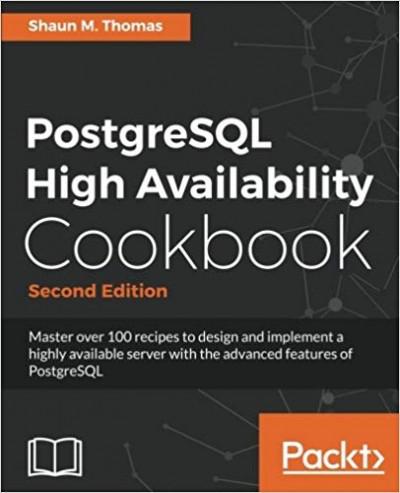 Shaun M. Thomas
PostgreSQL
High Availability
Cookbook
Second Edition
Master over 100 recipes to design and implement a
highly available server with the advanced features of
PostgreSQL
Packt>